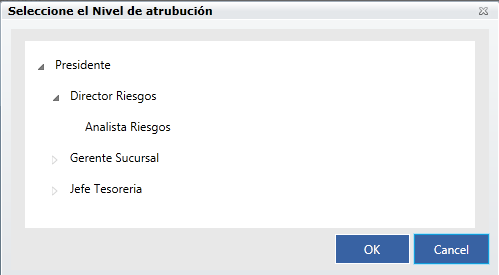 Seleccione el Nivel de atrubución
Presidente
Director Riesgos
Analista Riesgos
Gerente Sucursal
Jefe Tesoreria
OK Cancel